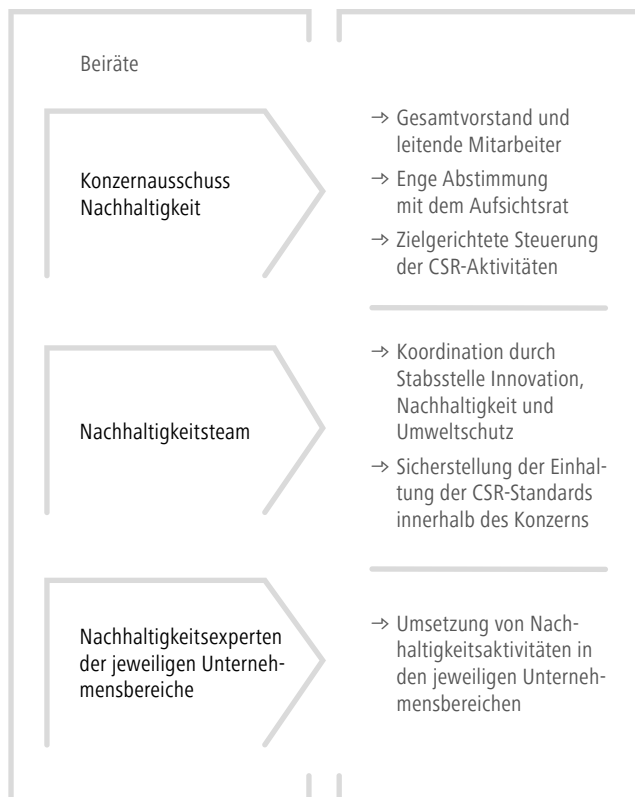 Beiräte
Konzernausschuss
Nachhaltigkeit
→ Gesamtvorstand und
leitende Mitarbeiter
→ Enge Abstimmung
mit dem Aufsichtsrat
→ Zielgerichtete Steuerung
der CSR-Aktivitäten
Nachhaltigkeitsteam
→ Koordination durch
Stabsstelle Innovation,
Nachhaltigkeit und
Umweltschutz
→ Sicherstellung der Einhal-
tung der CSR-Standards
innerhalb des Konzerns
Nachhaltigkeitsexperten
der jeweiligen Unterneh-
mensbereiche
→ Umsetzung von Nach-
haltigkeitsaktivitäten in
den jeweiligen Unterneh-
mensbereichen